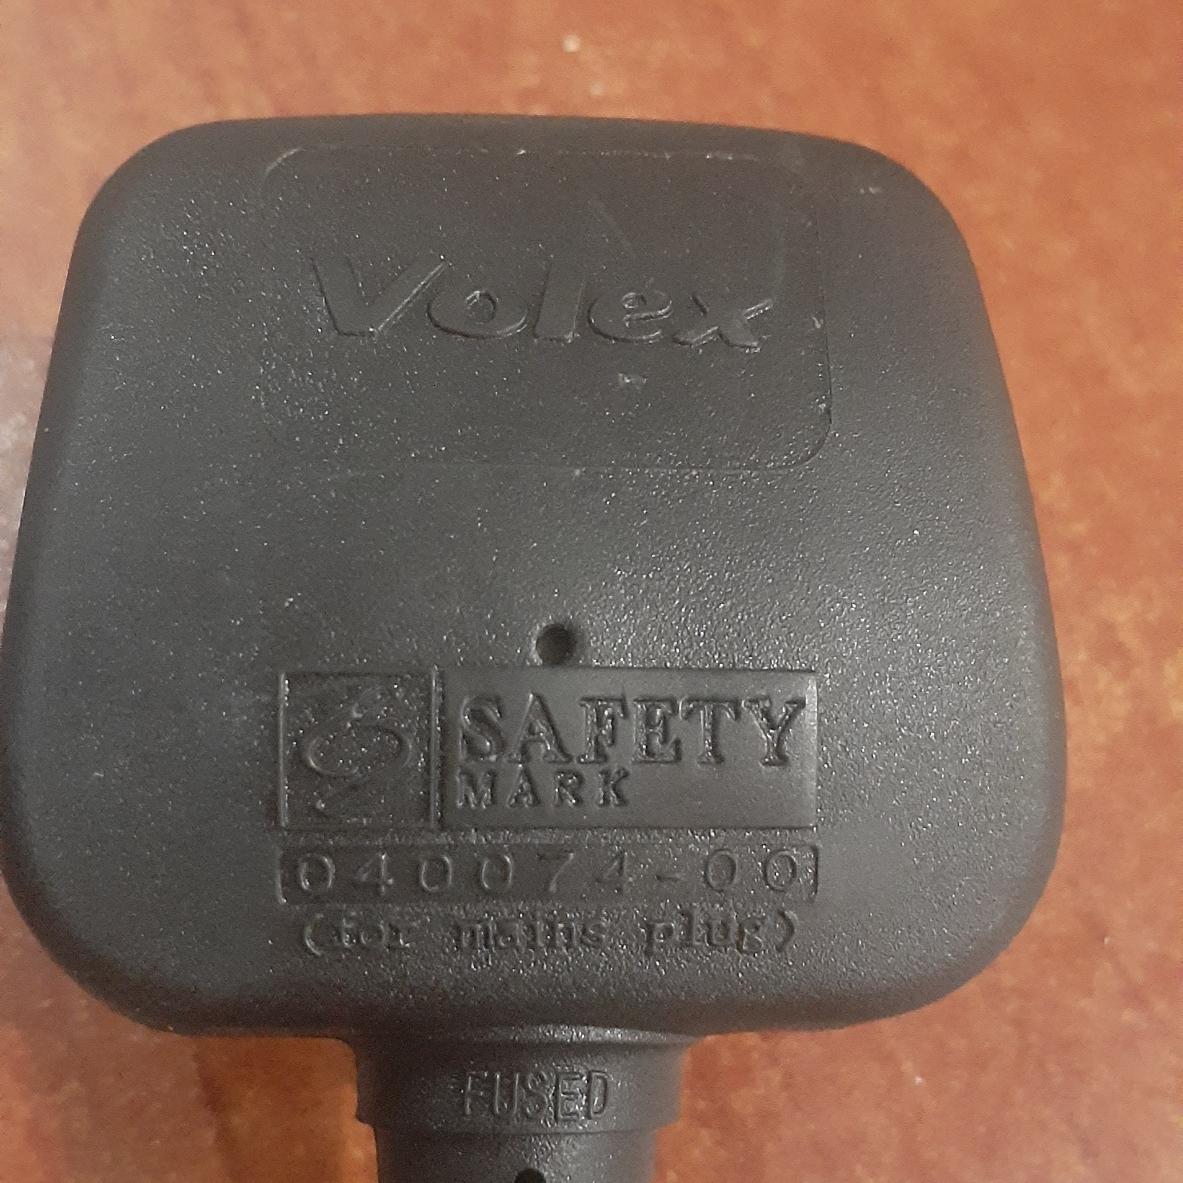 Volex
SAFETY
MARK
040074-00
(for mains plug)
FUSED